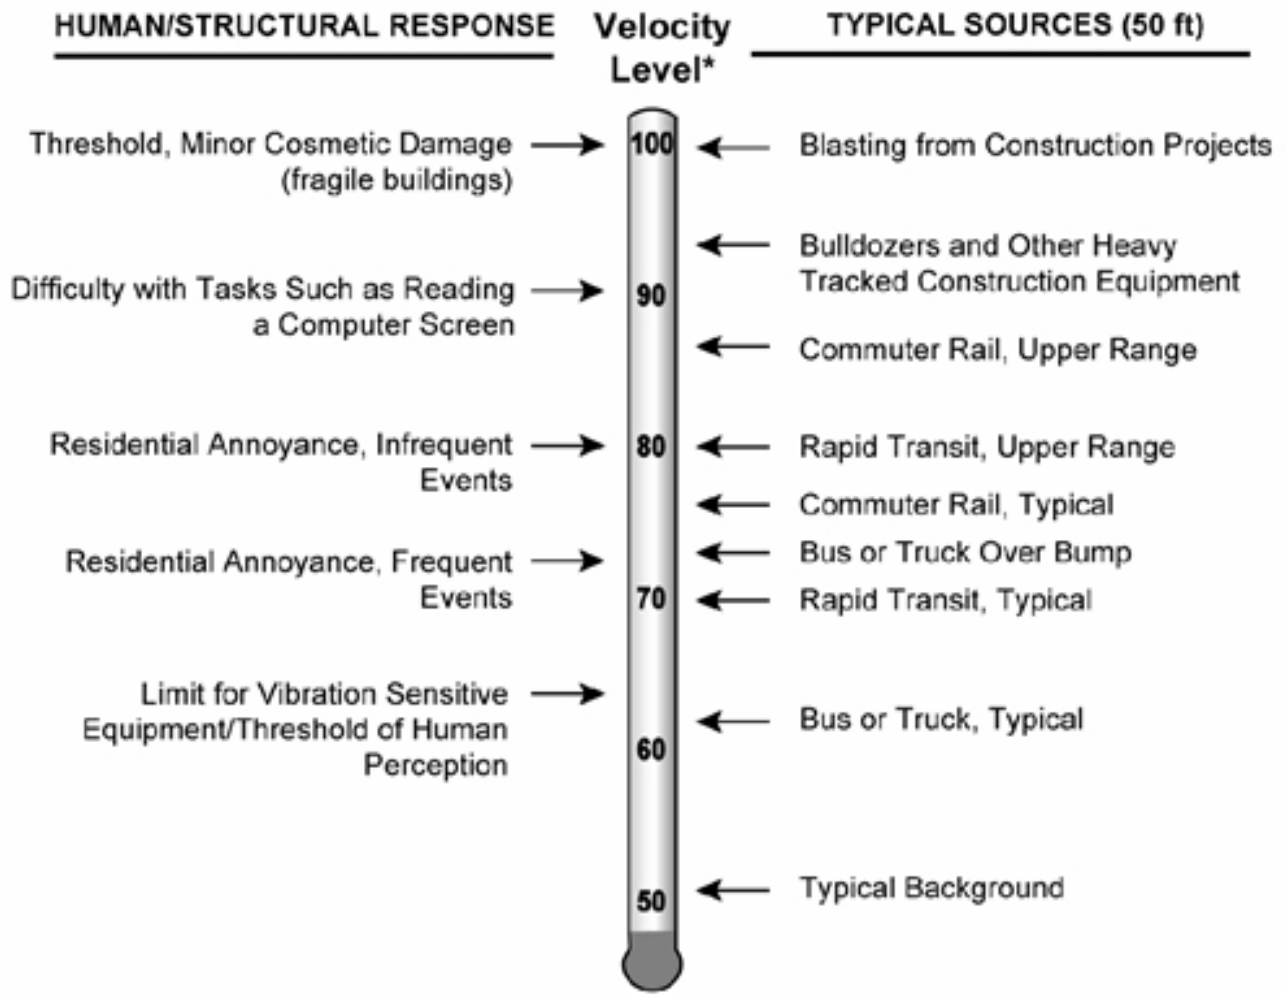 HUMAN/STRUCTURAL RESPONSE
Velocity
Level*
TYPICAL SOURCES (50 ft)
Threshold, Minor Cosmetic Damage
(fragile buildings)
100
Blasting from Construction Projects
Bulldozers and Other Heavy
Tracked Construction Equipment
Difficulty with Tasks Such as Reading
a Computer Screen
90
Commuter Rail, Upper Range
Residential Annoyance, Infrequent
Events
80
Rapid Transit, Upper Range
Commuter Rail, Typical
Residential Annoyance, Frequent
Events
Bus or Truck Over Bump
70
Rapid Transit, Typical
Limit for Vibration Sensitive
Equipment/Threshold of Human
Perception
Bus or Truck, Typical
60
50
Typical Background